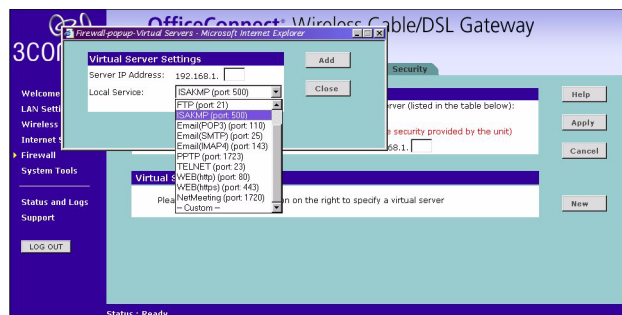 OfficeConnect® Wireless Cable/DSL Gateway
3CO
Firewall-popup-Virtual Servers - Microsoft Internet Explorer
Virtual Server Settings
Server IP Address: 192.168.1.
Local Service: ISAKMP (port 500)
Add
Close
FTP (port 21)
ISAKMP (port 500)
Email(POP3) (port 110)
Email(SMTP) (port 25)
Email(IMAP4) (port 143)
PPTP (port 1723)
TELNET (port 23)
WEB(http) (port 80)
WEB(https) (port 443)
NetMeeting (port 1720)
-- Custom --
Security
Welcome
LAN Setti
Wireless
Internet
Firewall
System Tools
Status and Logs
Support
LOG OUT
rver (listed in the table below):
e security provided by the unit)
68.1.
Virtual S
Plea
on on the right to specify a virtual server
Help
Apply
Cancel
New
Status : Ready